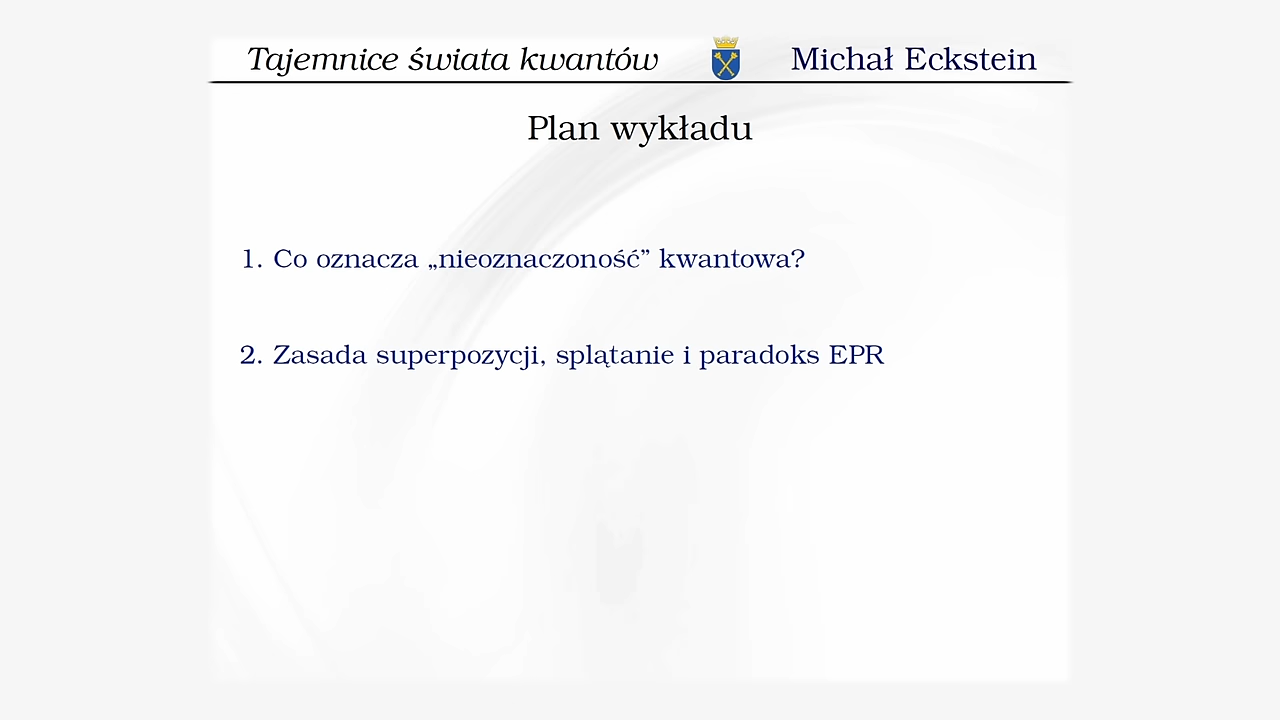 Tajemnice świata kwantów Michał Eckstein
Plan wykładu
1. Co oznacza „nieoznaczoność” kwantowa?
2. Zasada superpozycji, splątanie i paradoks EPR